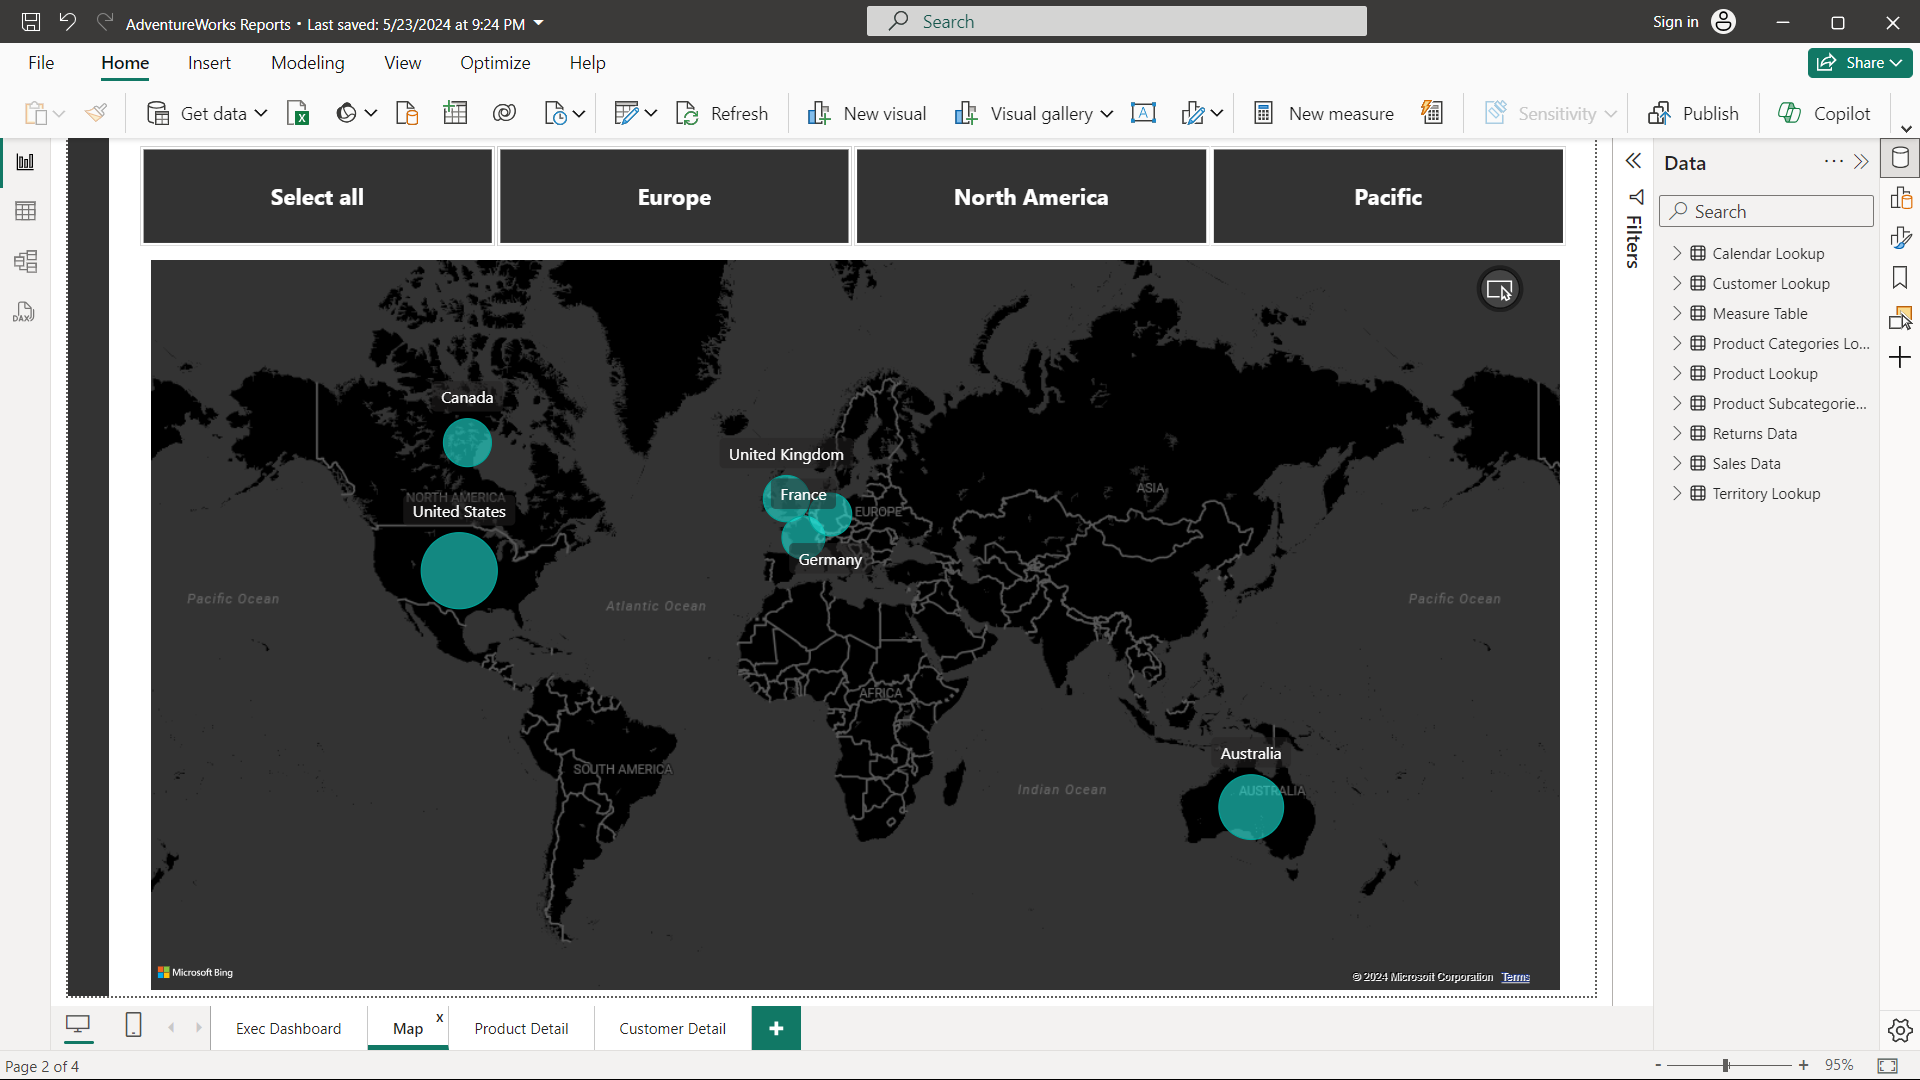 AdventureWorks Reports • Last saved: 5/23/2024 at 9:24 PM
Search
Sign in
File
Home
Insert
Modeling
View
Optimize
Help
Share
Get data
Refresh
New visual
Visual gallery
New measure
Sensitivity
Publish
Copilot
DAX
Select all
Europe
North America
Pacific
Filters
Data
Search
Calendar Lookup
Customer Lookup
Measure Table
Product Categories Lo...
Product Lookup
Product Subcategorie...
Returns Data
Sales Data
Territory Lookup
Canada
NORTH AMERICA
United States
United Kingdom
France
EUROPE
Germany
ASIA
Pacific Ocean
Atlantic Ocean
Pacific Ocean
AFRICA
SOUTH AMERICA
Australia
AUSTRALIA
Indian Ocean
Microsoft Bing
© 2024 Microsoft Corporation Terms
Exec Dashboard
Map
x
Product Detail
Customer Detail
+
Page 2 of 4
- + 95%